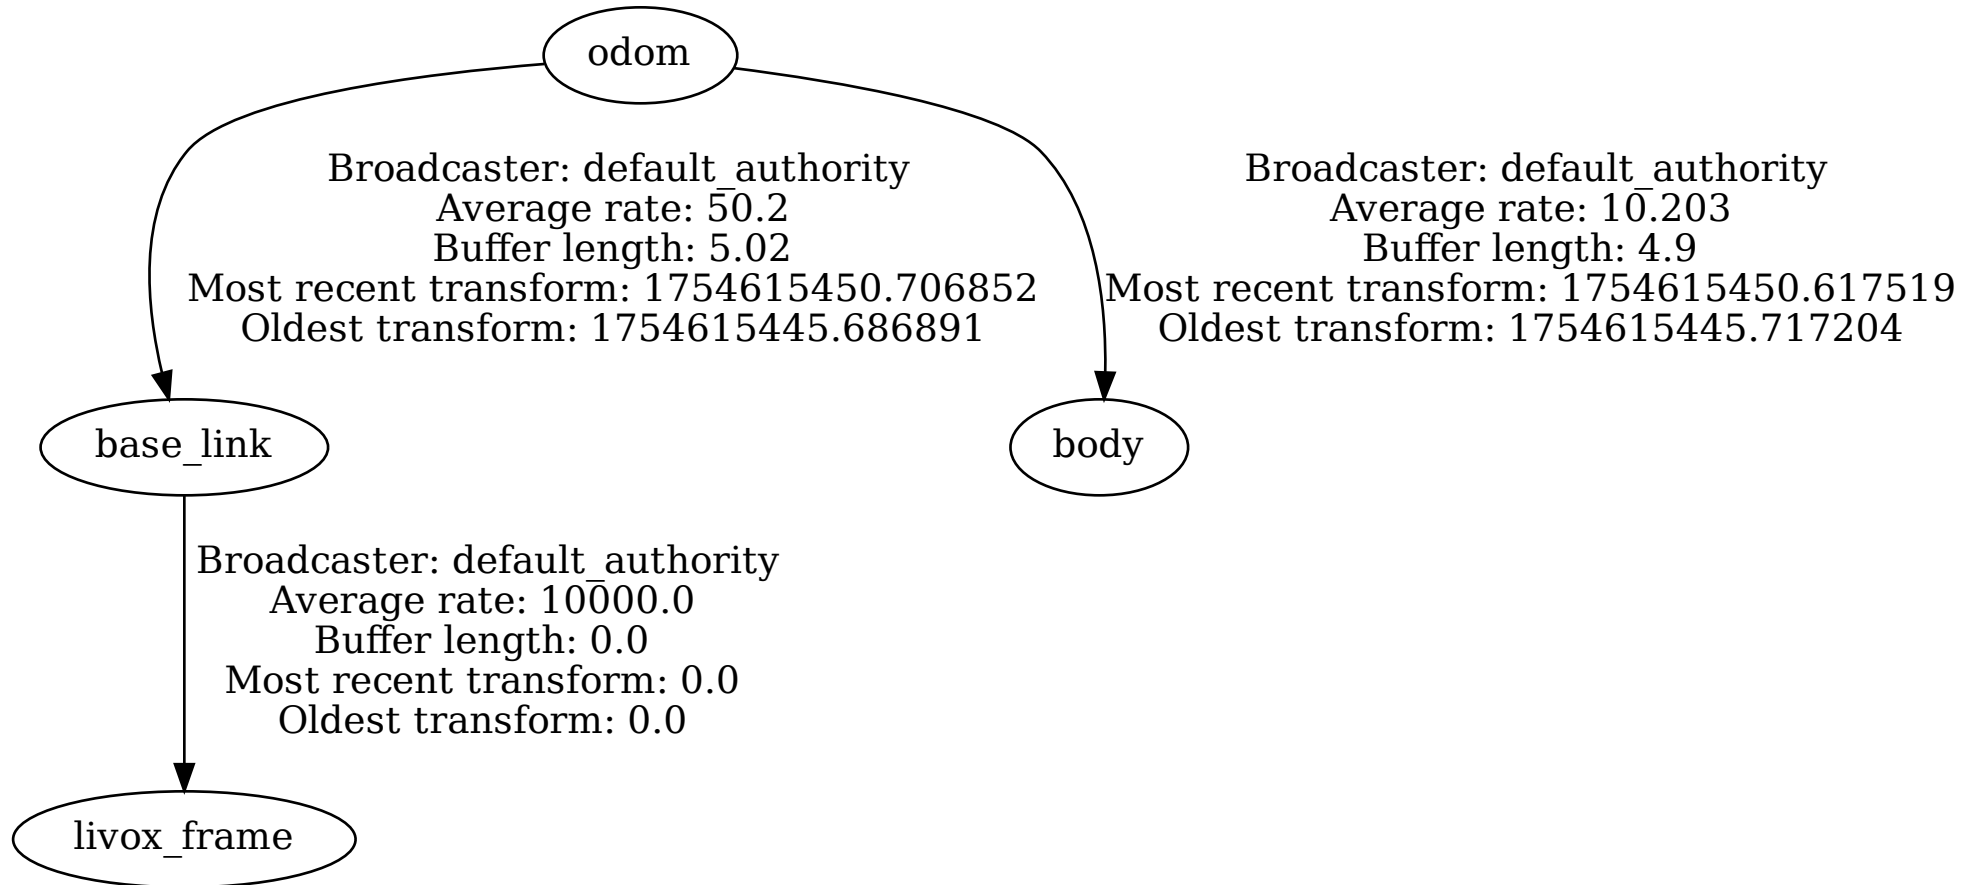 odom
Broadcaster: default_authority
Average rate: 50.2
Buffer length: 5.02
Most recent transform: 1754615450.706852
Oldest transform: 1754615445.686891
Broadcaster: default_authority
Average rate: 10.203
Buffer length: 4.9
Most recent transform: 1754615450.617519
Oldest transform: 1754615445.717204
base_link
body
Broadcaster: default_authority
Average rate: 10000.0
Buffer length: 0.0
Most recent transform: 0.0
Oldest transform: 0.0
livox_frame